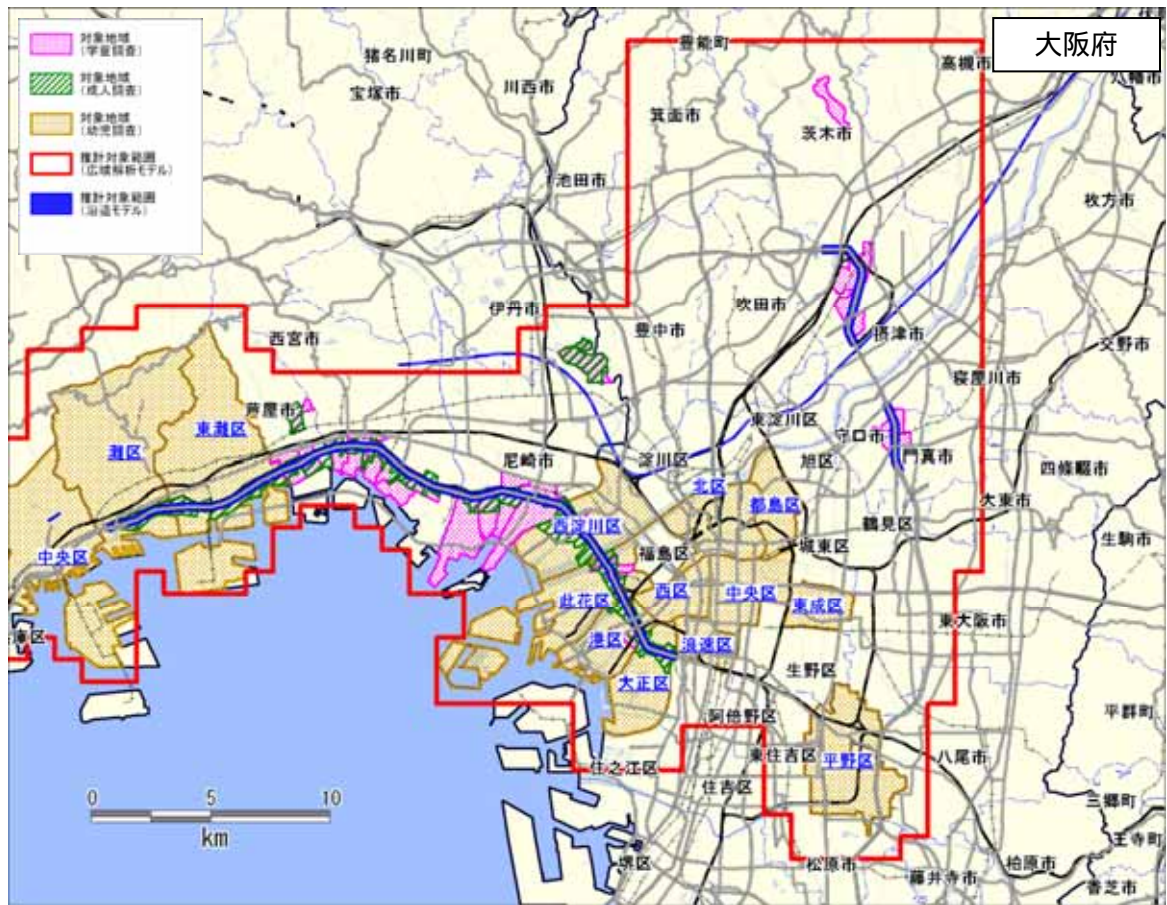 大阪府
対象地域
(学童調査)
対象地域
(成人調査)
対象地域
(幼児調査)
推計対象範囲
(広域解析モデル)
推計対象範囲
(沿道モデル)
豊能町
猪名川町
高槻市
八幡市
川西市
宝塚市
箕面市
茨木市
池田市
枚方市
伊丹市
吹田市
豊中市
西宮市
摂津市
交野市
寝屋川市
芦屋市
東灘区
東淀川区
守口市
灘区
尼崎市
淀川区
旭区
門真市
四條畷市
北区
都島区
大東市
西淀川区
鶴見区
福島区
城東区
生駒市
中央区
此花区
西区
中央区
東成区
東大阪市
港区
浪速区
生野区
大正区
阿倍野区
平群町
東住吉区
平野区
八尾市
住之江区
住吉区
三郷町
王寺町
堺区
松原市
柏原市
藤井寺市
香芝市
0 5 10
km